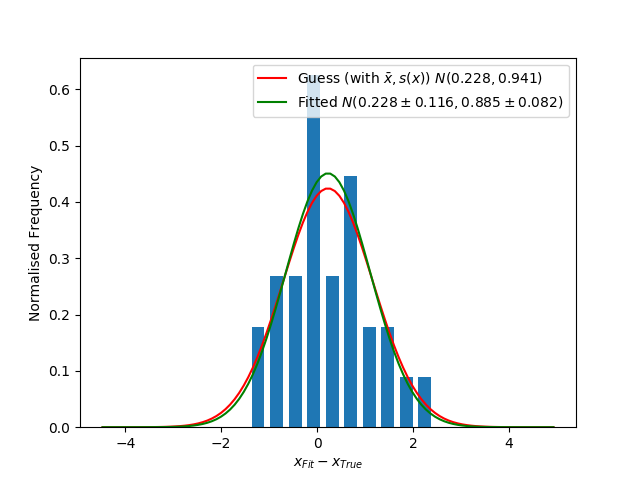 Guess (with x̄, s(x)) N(0.228, 0.941)
Fitted N(0.228 ± 0.116, 0.885 ± 0.082)
Normalised Frequency
0.6
0.5
0.4
0.3
0.2
0.1
0.0
−4 −2 0 2 4
x_Fit − x_True